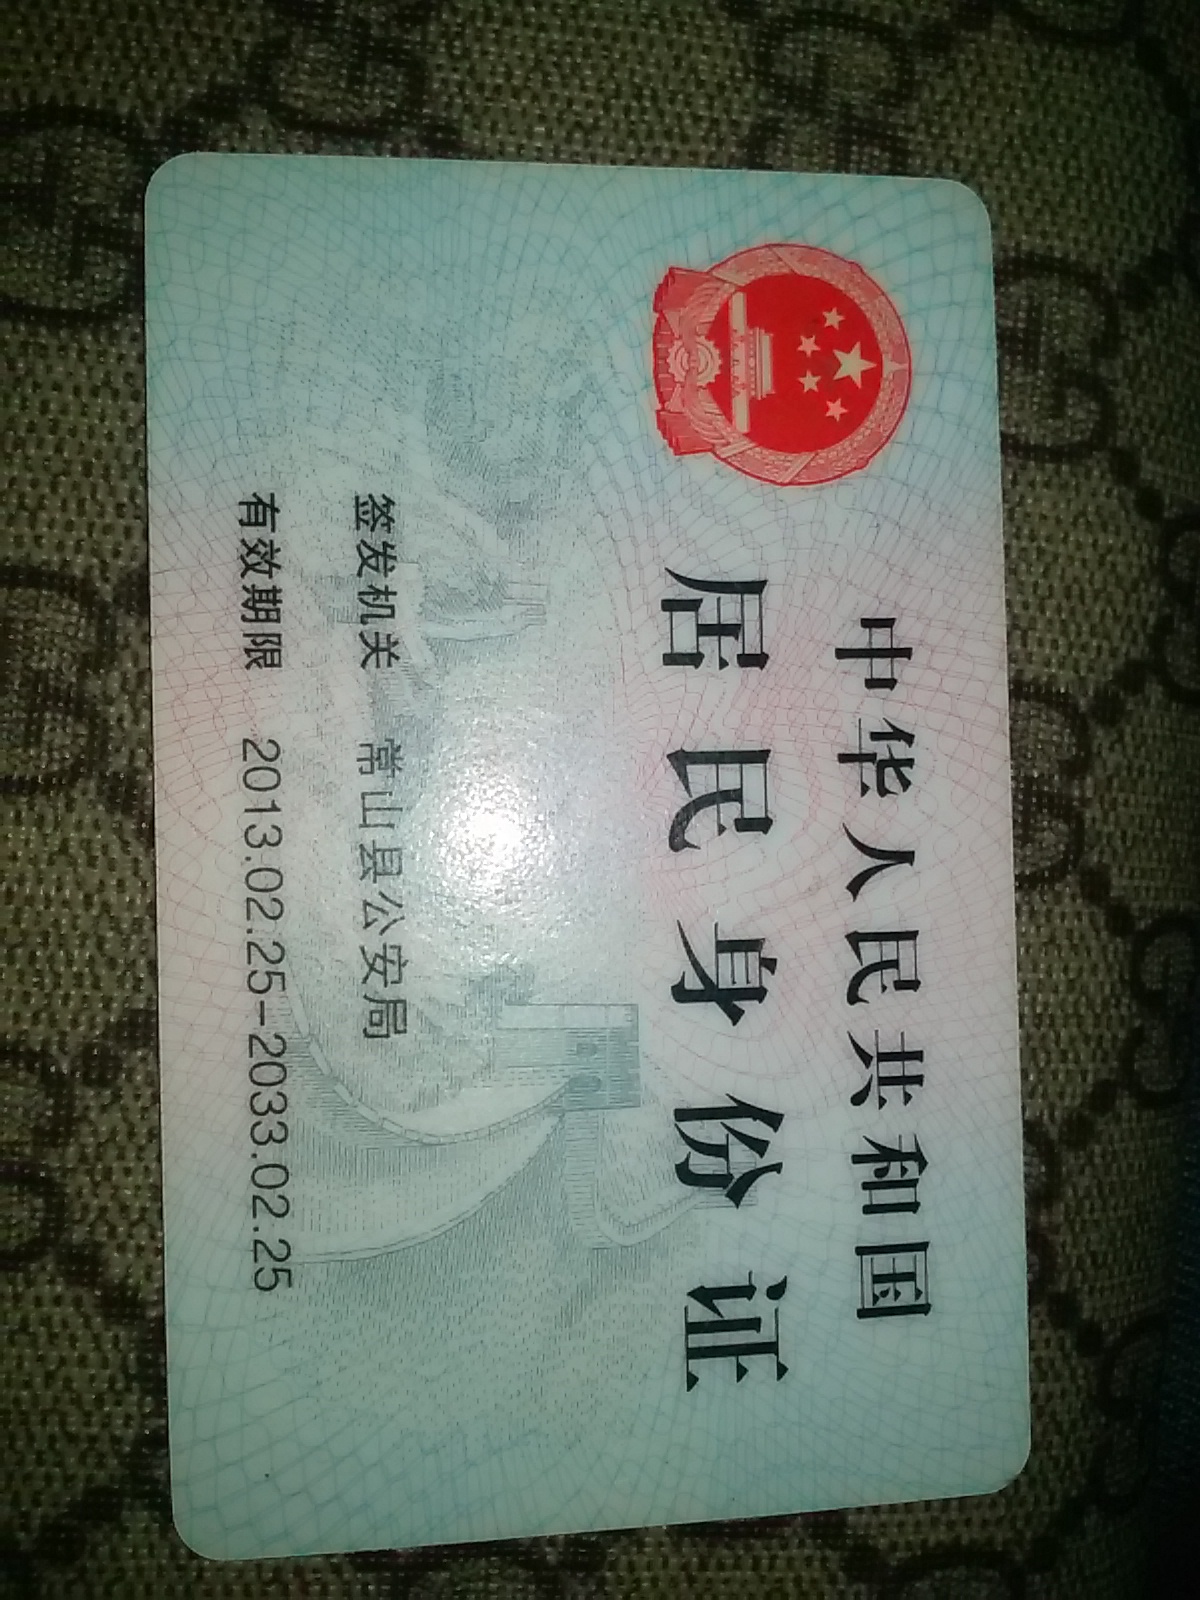 中华人民共和国
居民身份证
签发机关 常山县公安局
有效期限 2013.02.25-2033.02.25